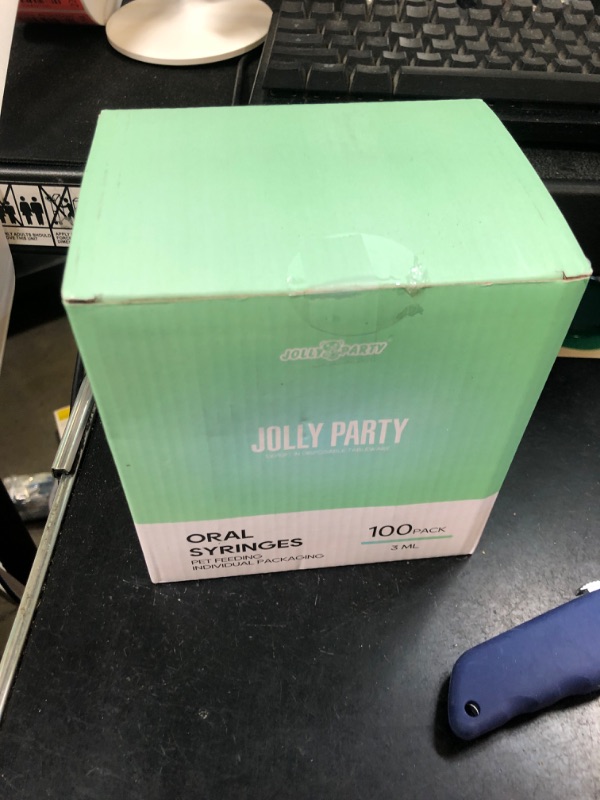 JOLLY PARTY
JOLLY PARTY
ORAL
SYRINGES
PET FEEDING
INDIVIDUAL PACKAGING
100PACK
3 ML